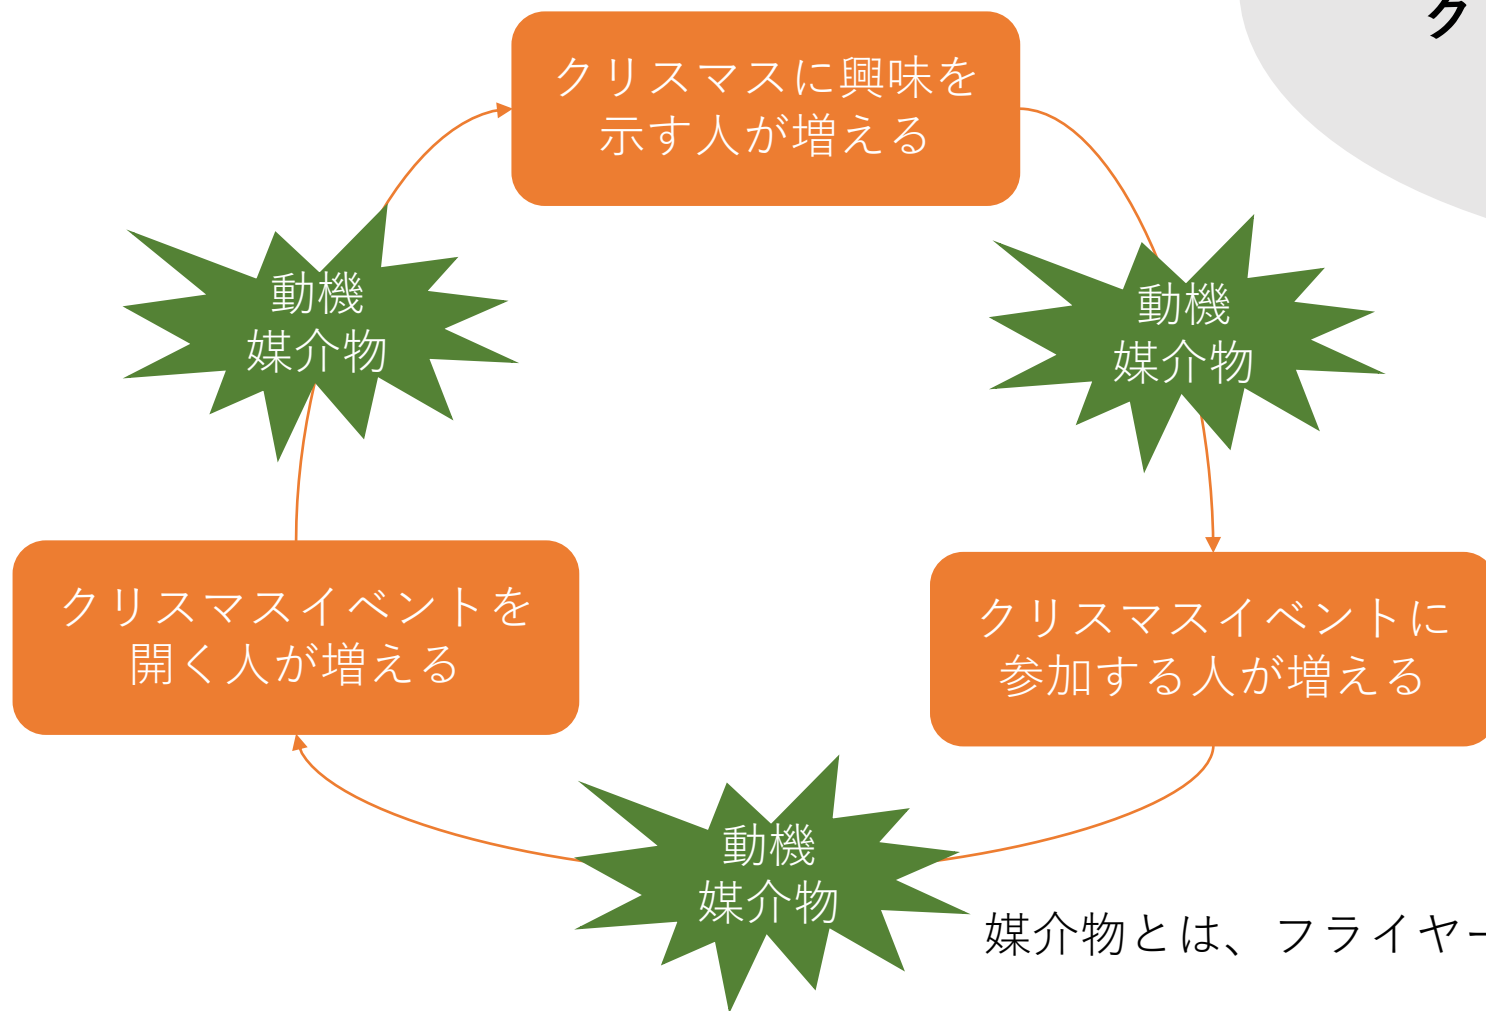 ク
クリスマスに興味を
示す人が増える
動機
媒介物
動機
媒介物
クリスマスイベントを
開く人が増える
クリスマスイベントに
参加する人が増える
動機
媒介物
媒介物とは、フライヤー